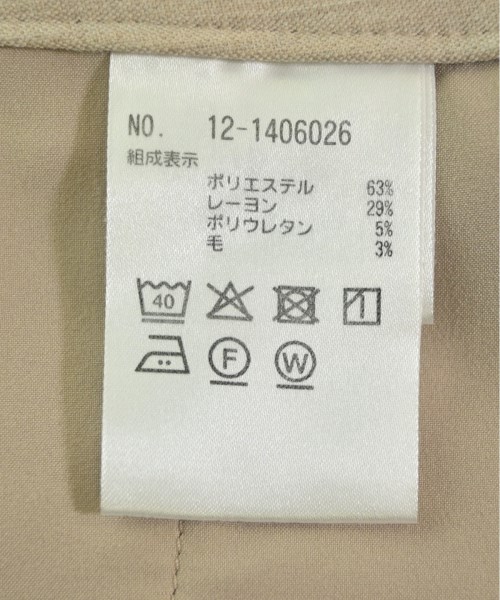 NO. 12-1406026
組成表示
ポリエステル 63%
レーヨン 29%
ポリウレタン 5%
毛 3%
40
F W